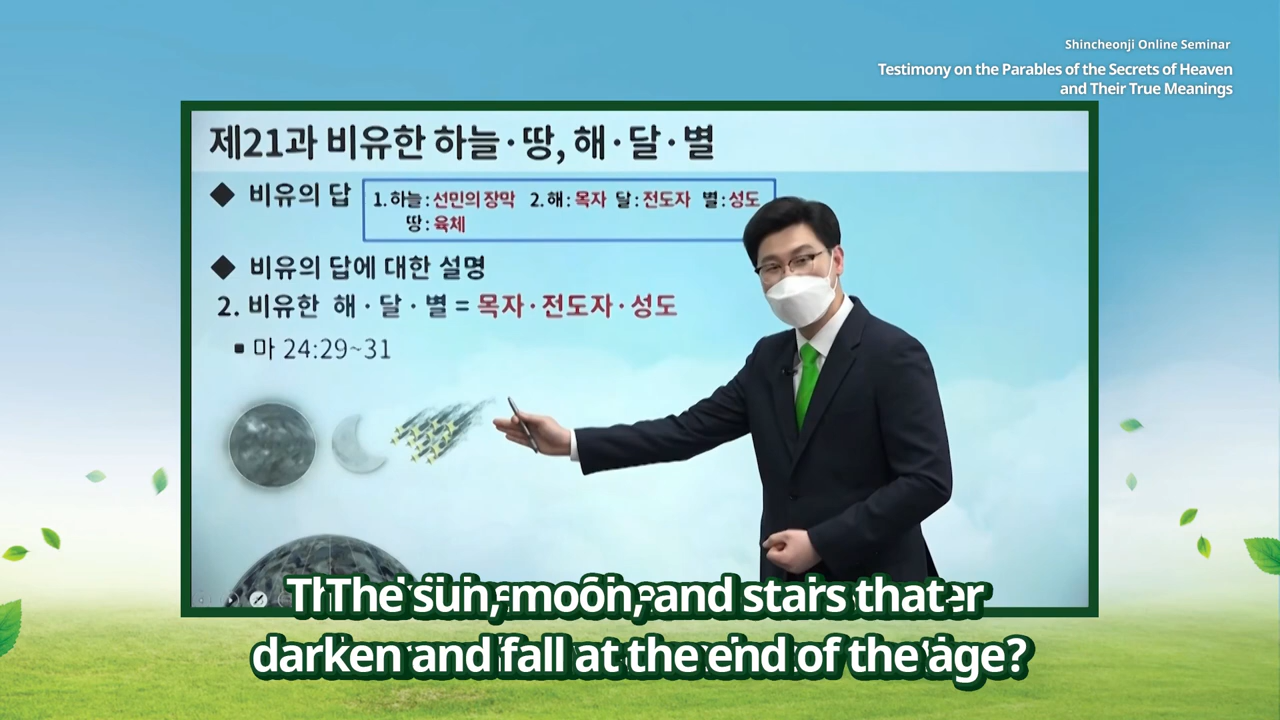 Shincheonji Online Seminar
Testimony on the Parables of the Secrets of Heaven
and Their True Meanings
제21과 비유한 하늘·땅, 해·달·별
◆ 비유의 답
1. 하늘 : 선민의 장막 2. 해 : 목자 달 : 전도자 별 : 성도
땅 : 육체
◆ 비유의 답에 대한 설명
2. 비유한 해·달·별 = 목자·전도자·성도
▪ 마 24:29~31
The sun, moon, and stars that
darken and fall at the end of the age?